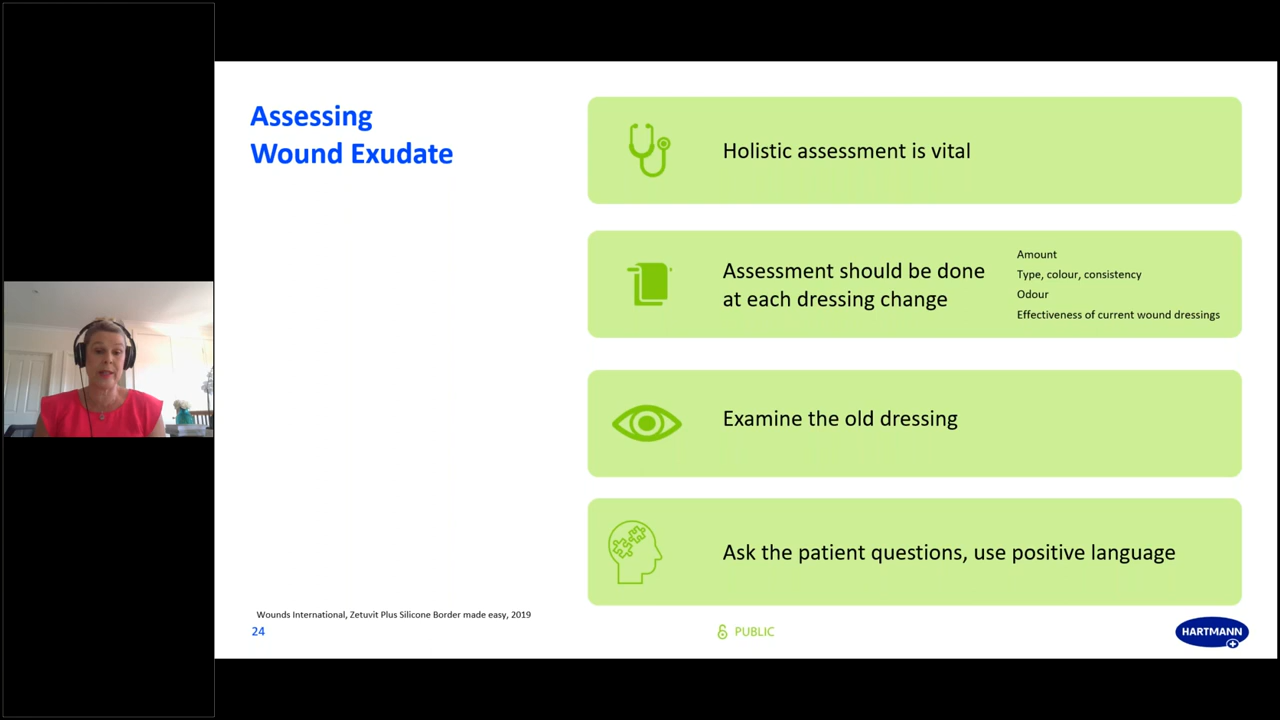 Assessing
Wound Exudate
Holistic assessment is vital
Assessment should be done
at each dressing change
Amount
Type, colour, consistency
Odour
Effectiveness of current wound dressings
Examine the old dressing
Ask the patient questions, use positive language
Wounds International, Zetuvit Plus Silicone Border made easy, 2019
24
PUBLIC
HARTMANN